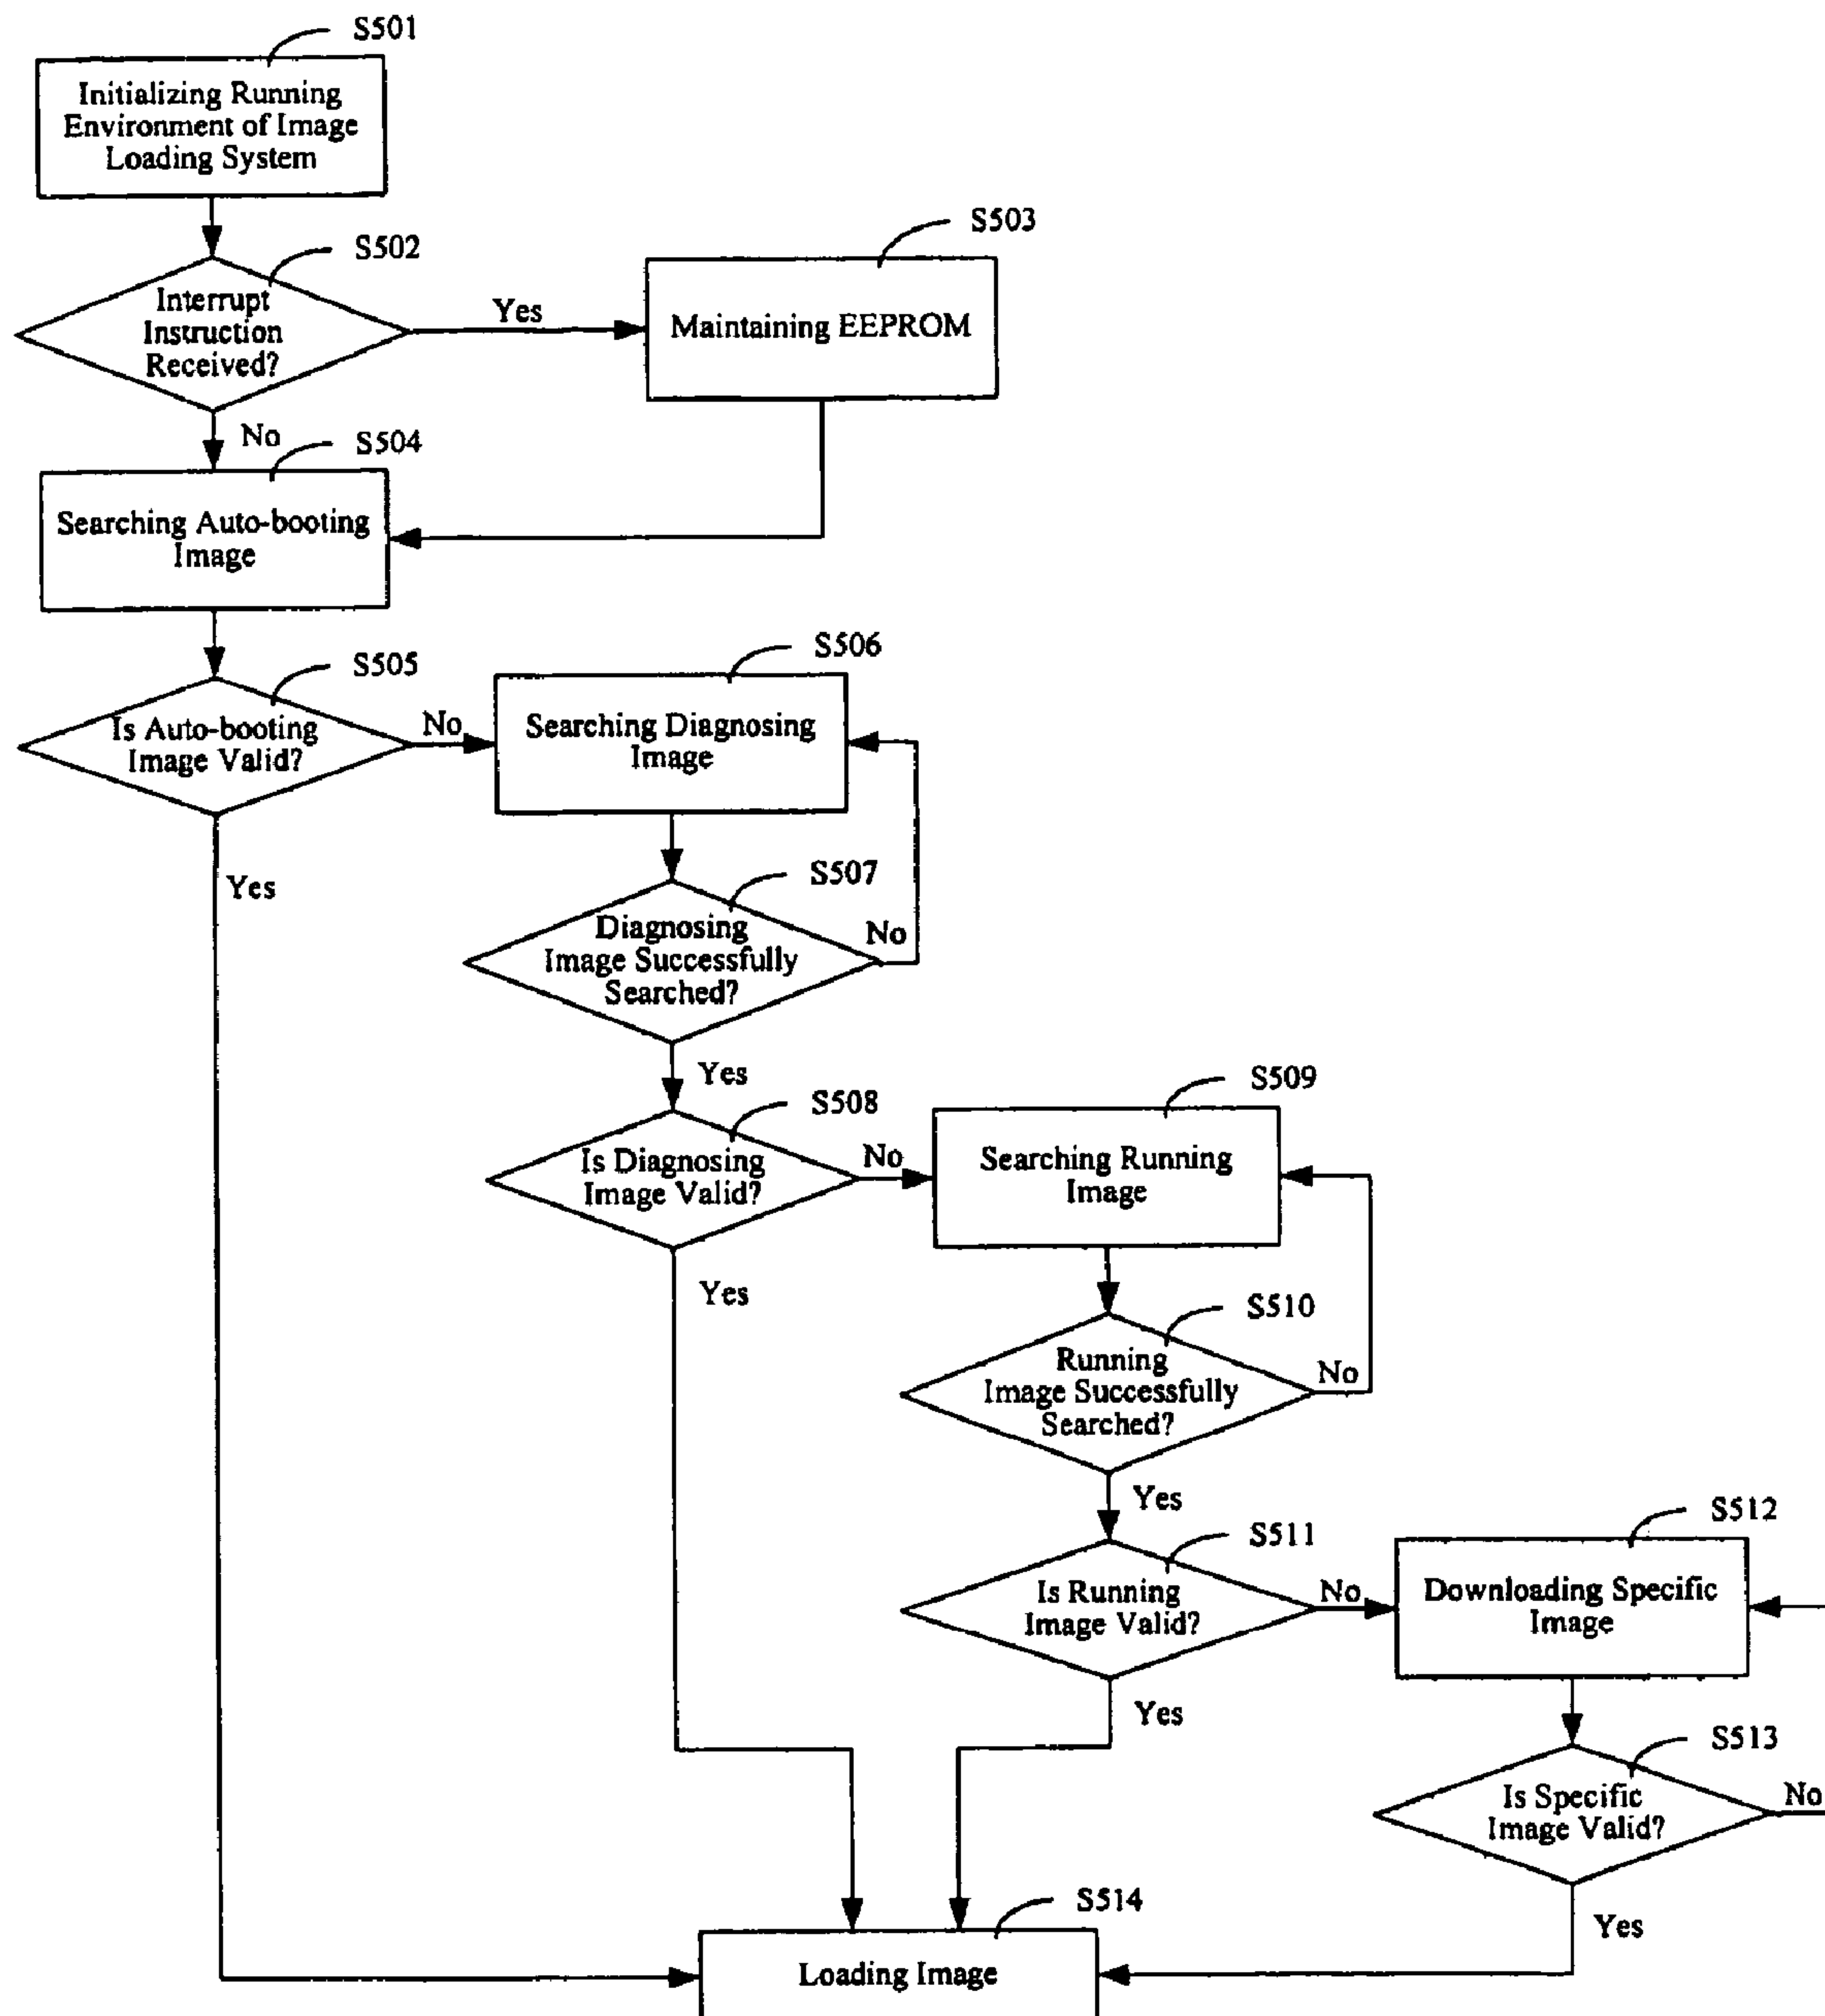 S501
Initializing Running
Environment of Image
Loading System
S502
Interrupt
Instruction
Received?
Yes
S503
Maintaining EEPROM
No
S504
Searching Auto-booting
Image
S505
Is Auto-booting
Image Valid?
No
Yes
S506
Searching Diagnosing
Image
S507
Diagnosing
Image Successfully
Searched?
No
Yes
S508
Is Diagnosing
Image Valid?
No
Yes
S509
Searching Running
Image
S510
Running
Image Successfully
Searched?
No
Yes
S511
Is Running
Image Valid?
No
Yes
S512
Downloading Specific
Image
S513
Is Specific
Image Valid?
No
Yes
S514
Loading Image